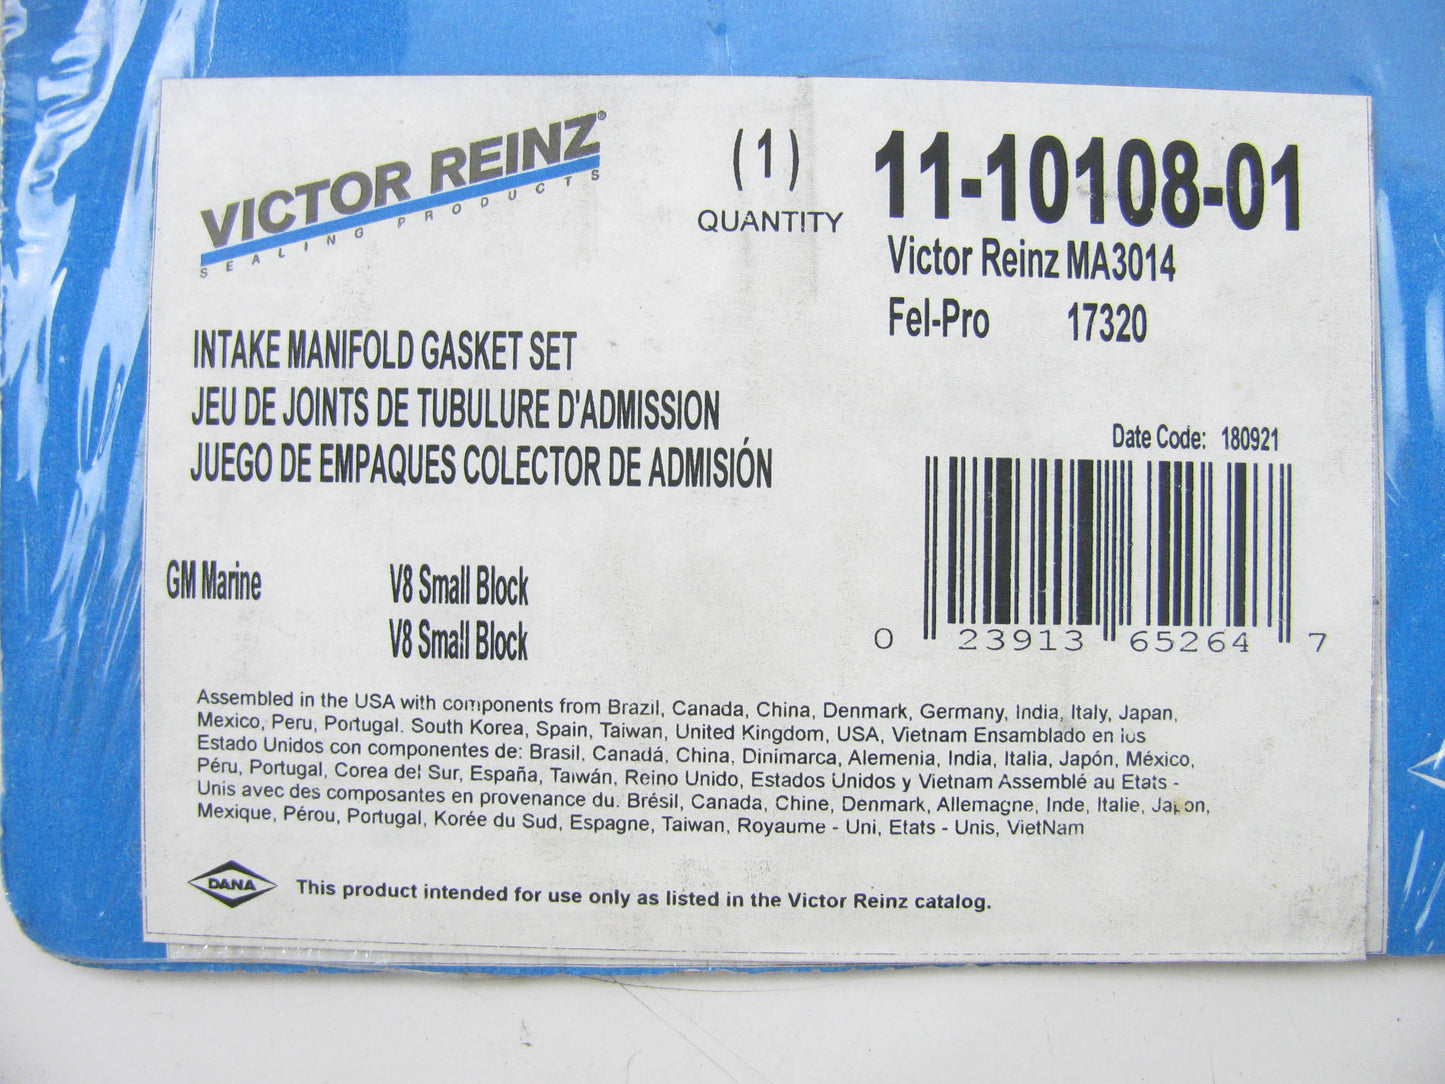 VICTOR REINZ®
SEALING PRODUCTS
(1)
QUANTITY
11-10108-01
Victor Reinz MA3014
Fel-Pro 17320
INTAKE MANIFOLD GASKET SET
JEU DE JOINTS DE TUBULURE D'ADMISSION
JUEGO DE EMPAQUES COLECTOR DE ADMISIÓN
Date Code: 180921
0 23913 65264 7
GM Marine V8 Small Block
V8 Small Block
Assembled in the USA with components from Brazil, Canada, China, Denmark, Germany, India, Italy, Japan,
Mexico, Peru, Portugal. South Korea, Spain, Taiwan, United Kingdom, USA, Vietnam Ensamblado en los
Estado Unidos con componentes de: Brasil, Canadá, China, Dinimarca, Alemenia, India, Italia, Japón, México,
Péru, Portugal, Corea del Sur, España, Taiwán, Reino Unido, Estados Unidos y Vietnam Assemblé au Etats -
Unis avec des composantes en provenance du. Brésil, Canada, Chine, Denmark, Allemagne, Inde, Italie, Japon,
Mexique, Pérou, Portugal, Korée du Sud, Espagne, Taiwan, Royaume - Uni, Etats - Unis, VietNam
DANA
This product intended for use only as listed in the Victor Reinz catalog.